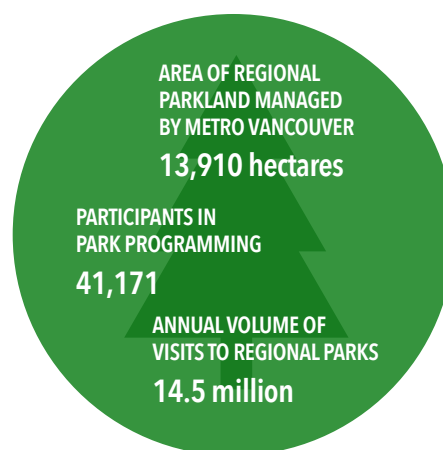 AREA OF REGIONAL
PARKLAND MANAGED
BY METRO VANCOUVER
13,910 hectares
PARTICIPANTS IN
PARK PROGRAMMING
41,171
ANNUAL VOLUME OF
VISITS TO REGIONAL PARKS
14.5 million